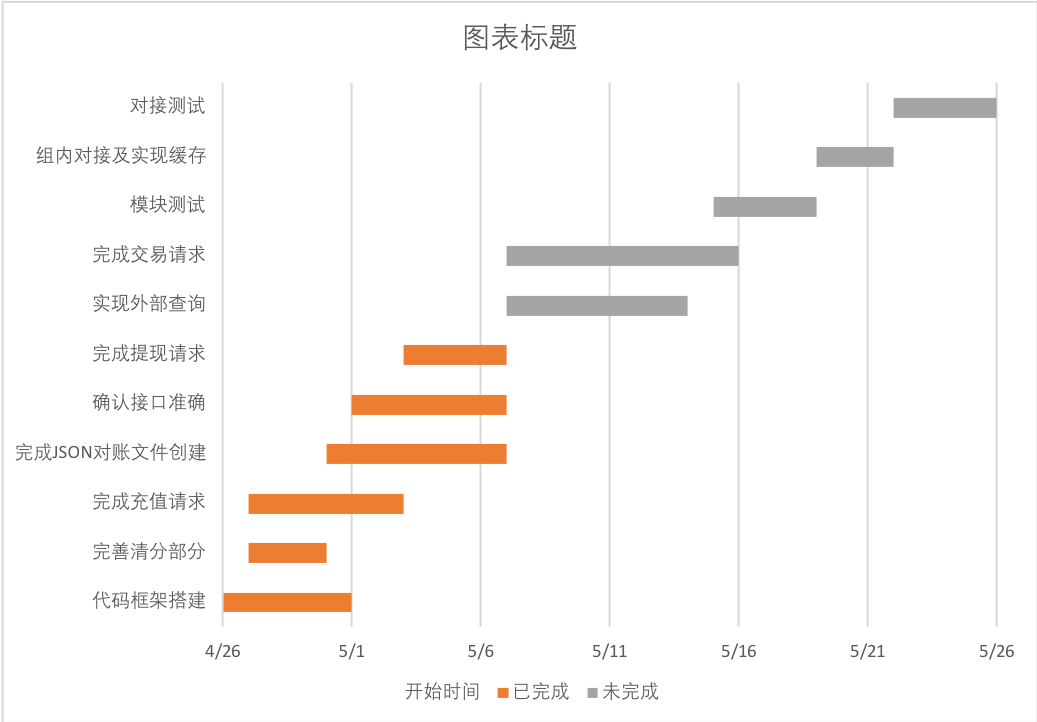 图表标题
对接测试
组内对接及实现缓存
模块测试
完成交易请求
实现外部查询
完成提现请求
确认接口准确
完成JSON对账文件创建
完成充值请求
完善清分部分
代码框架搭建
4/26 5/1 5/6 5/11 5/16 5/21 5/26
开始时间 已完成 未完成